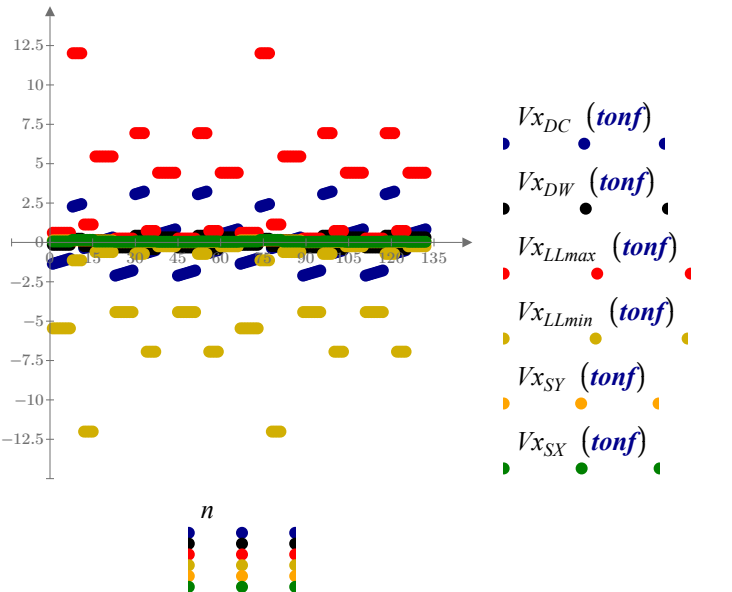 12.5
10
7.5
5
2.5
0
0 15 30 45 60 75 90 105 120 135
−2.5
−5
−7.5
−10
−12.5
n
Vx_DC (tonf)
Vx_DW (tonf)
Vx_LLmax (tonf)
Vx_LLmin (tonf)
Vx_SY (tonf)
Vx_SX (tonf)